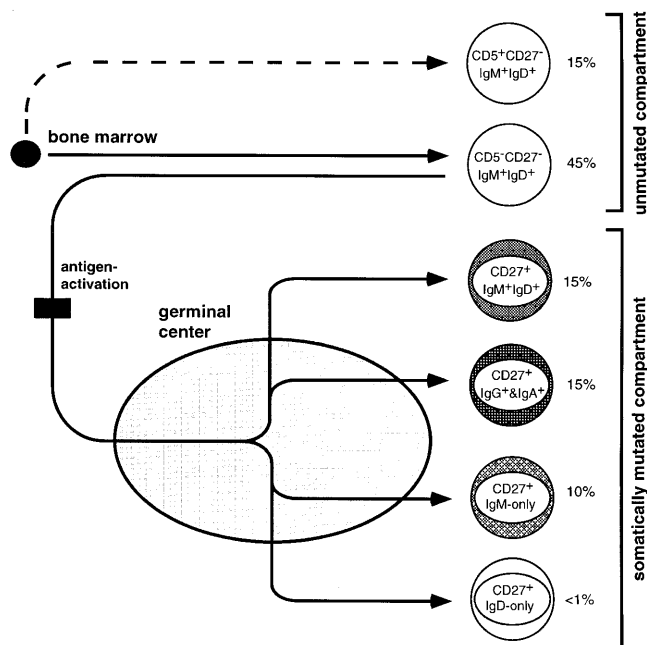 CD5+CD27-
IgM+IgD+
15%
bone marrow
CD5-CD27-
IgM+IgD+
45%
unmutated compartment
antigen-
activation
germinal
center
CD27+
IgM+IgD+
15%
CD27+
IgG+&IgA+
15%
CD27+
IgM-only
10%
CD27+
IgD-only
<1%
somatically mutated compartment